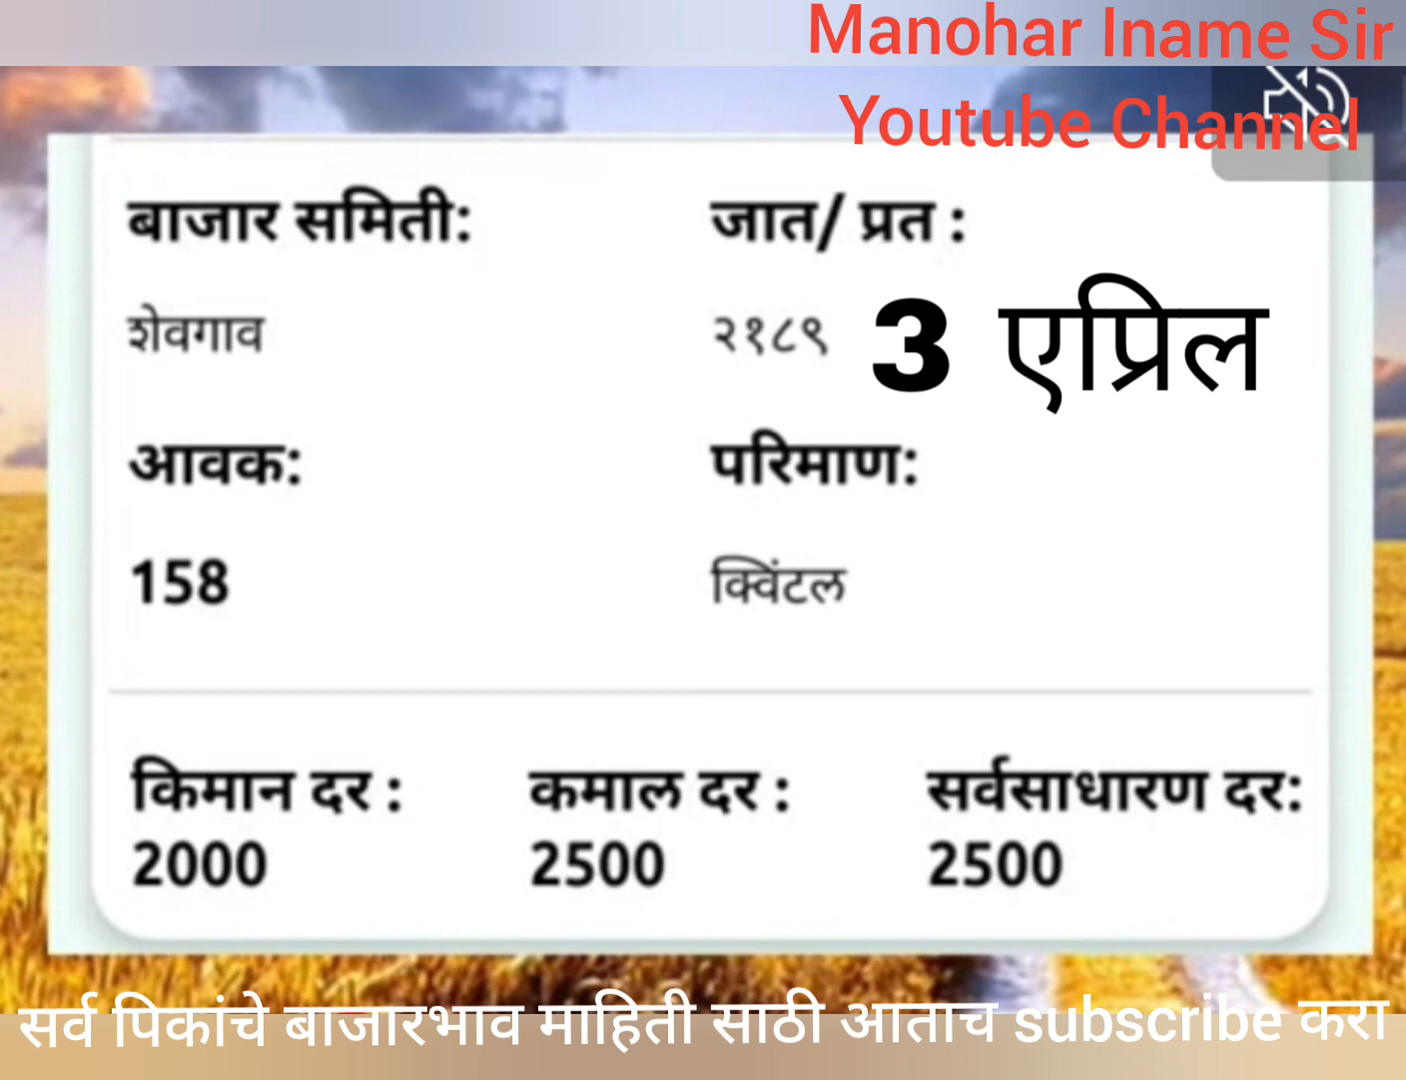 Manohar Iname Sir
Youtube Channel
बाजार समिती:
जात/ प्रत :
शेवगाव
२१८९
3 एप्रिल
आवक:
परिमाण:
158
क्विंटल
किमान दर :
कमाल दर :
सर्वसाधारण दर:
2000
2500
2500
सर्व पिकांचे बाजारभाव माहिती साठी आताच subscribe करा